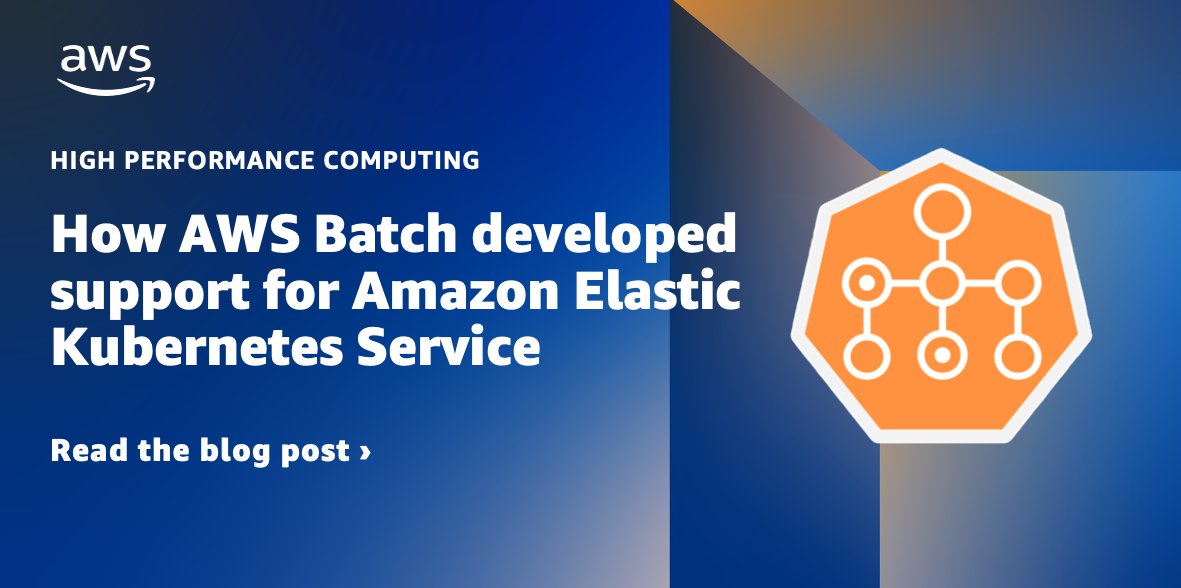 aws
HIGH PERFORMANCE COMPUTING
How AWS Batch developed
support for Amazon Elastic
Kubernetes Service
Read the blog post ›